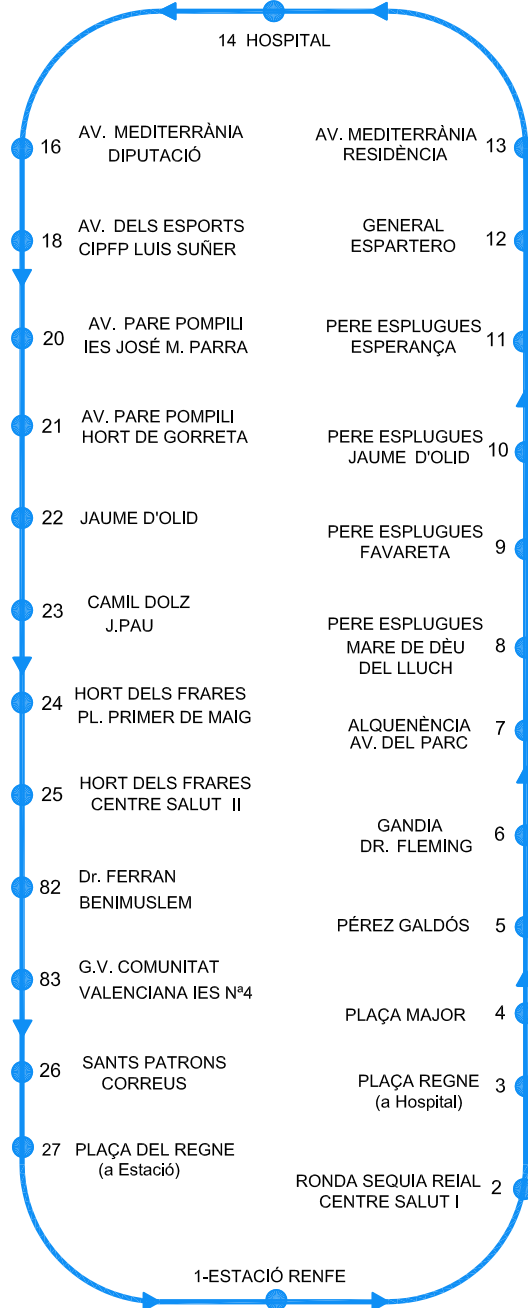 14 HOSPITAL
16 AV. MEDITERRÀNIA
DIPUTACIÓ
18 AV. DELS ESPORTS
CIPFP LUIS SUÑER
20 AV. PARE POMPILI
IES JOSÉ M. PARRA
21 AV. PARE POMPILI
HORT DE GORRETA
22 JAUME D'OLID
23 CAMIL DOLZ
J.PAU
24 HORT DELS FRARES
PL. PRIMER DE MAIG
25 HORT DELS FRARES
CENTRE SALUT II
82 Dr. FERRAN
BENIMUSLEM
83 G.V. COMUNITAT
VALENCIANA IES Nª4
26 SANTS PATRONS
CORREUS
27 PLAÇA DEL REGNE
(a Estació)
AV. MEDITERRÀNIA 13
RESIDÈNCIA
GENERAL 12
ESPARTERO
PERE ESPLUGUES 11
ESPERANÇA
PERE ESPLUGUES 10
JAUME D'OLID
PERE ESPLUGUES 9
FAVARETA
PERE ESPLUGUES 8
MARE DE DÈU
DEL LLUCH
ALQUENÈNCIA 7
AV. DEL PARC
GANDIA 6
DR. FLEMING
PÉREZ GALDÓS 5
PLAÇA MAJOR 4
PLAÇA REGNE 3
(a Hospital)
RONDA SEQUIA REIAL 2
CENTRE SALUT I
1-ESTACIÓ RENFE